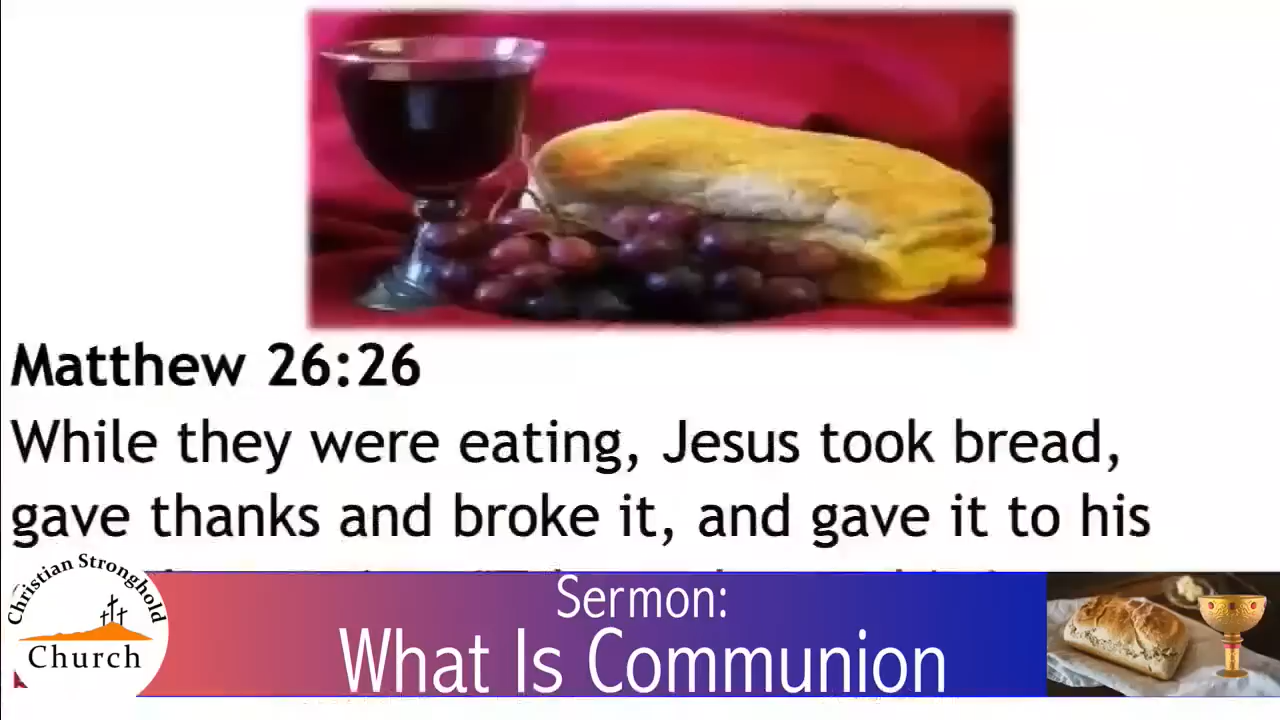 Matthew 26:26
While they were eating, Jesus took bread,
gave thanks and broke it, and gave it to his
Christian Stronghold
Church
Sermon:
What Is Communion